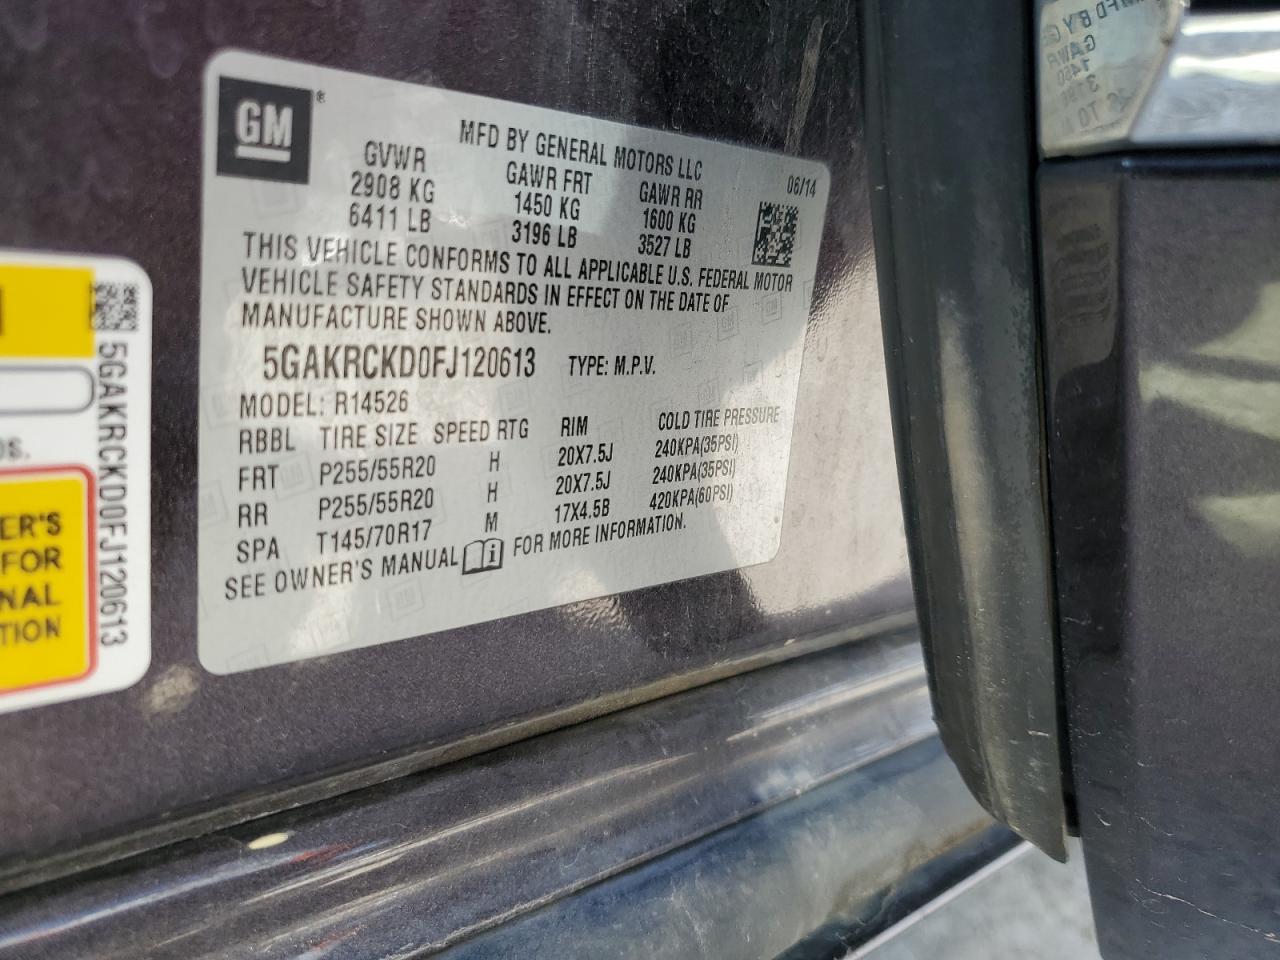 GM®
MFD BY GENERAL MOTORS LLC
06/14
GVWR GAWR FRT GAWR RR
2908 KG 1450 KG 1600 KG
6411 LB 3196 LB 3527 LB
THIS VEHICLE CONFORMS TO ALL APPLICABLE U.S. FEDERAL MOTOR
VEHICLE SAFETY STANDARDS IN EFFECT ON THE DATE OF
MANUFACTURE SHOWN ABOVE.
5GAKRCKD0FJ120613 TYPE: M.P.V.
MODEL: R14526
RBBL TIRE SIZE SPEED RTG RIM COLD TIRE PRESSURE
FRT P255/55R20 H 20X7.5J 240KPA(35PSI)
RR P255/55R20 H 20X7.5J 240KPA(35PSI)
SPA T145/70R17 M 17X4.5B 420KPA(60PSI)
SEE OWNER'S MANUAL i FOR MORE INFORMATION.
5GAKRCKD0FJ120613
ER'S
FOR
NAL
TION